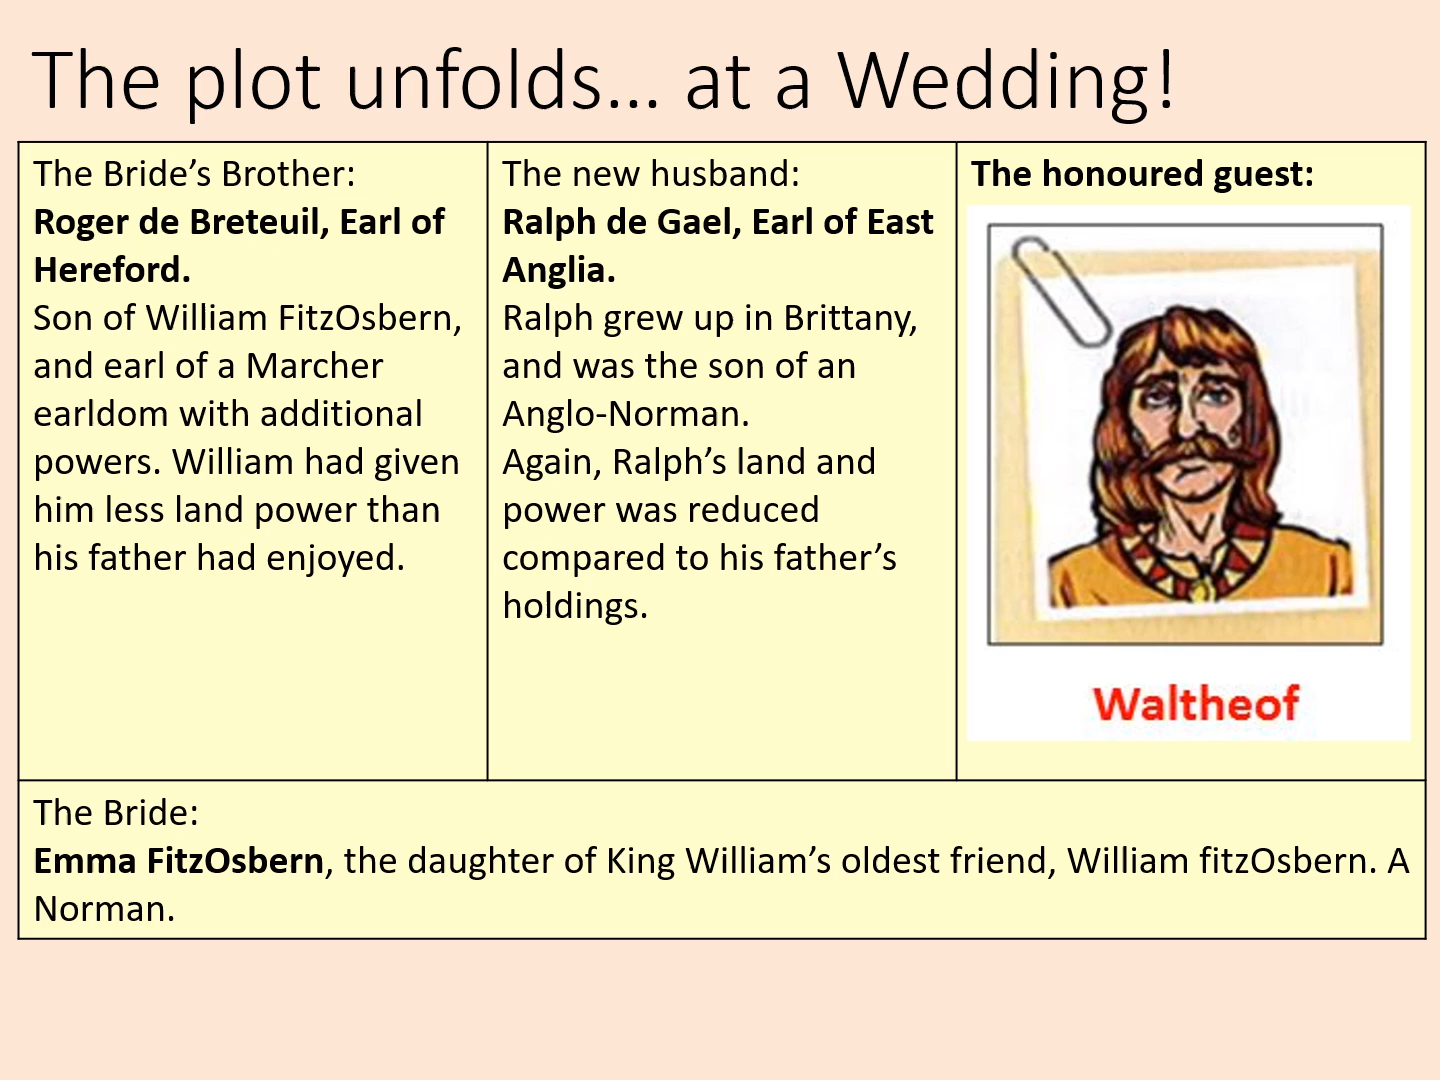 The plot unfolds… at a Wedding!
The Bride’s Brother:
Roger de Breteuil, Earl of
Hereford.
Son of William FitzOsbern,
and earl of a Marcher
earldom with additional
powers. William had given
him less land power than
his father had enjoyed.
The new husband:
Ralph de Gael, Earl of East
Anglia.
Ralph grew up in Brittany,
and was the son of an
Anglo-Norman.
Again, Ralph’s land and
power was reduced
compared to his father’s
holdings.
The honoured guest:
Waltheof
The Bride:
Emma FitzOsbern, the daughter of King William’s oldest friend, William fitzOsbern. A
Norman.